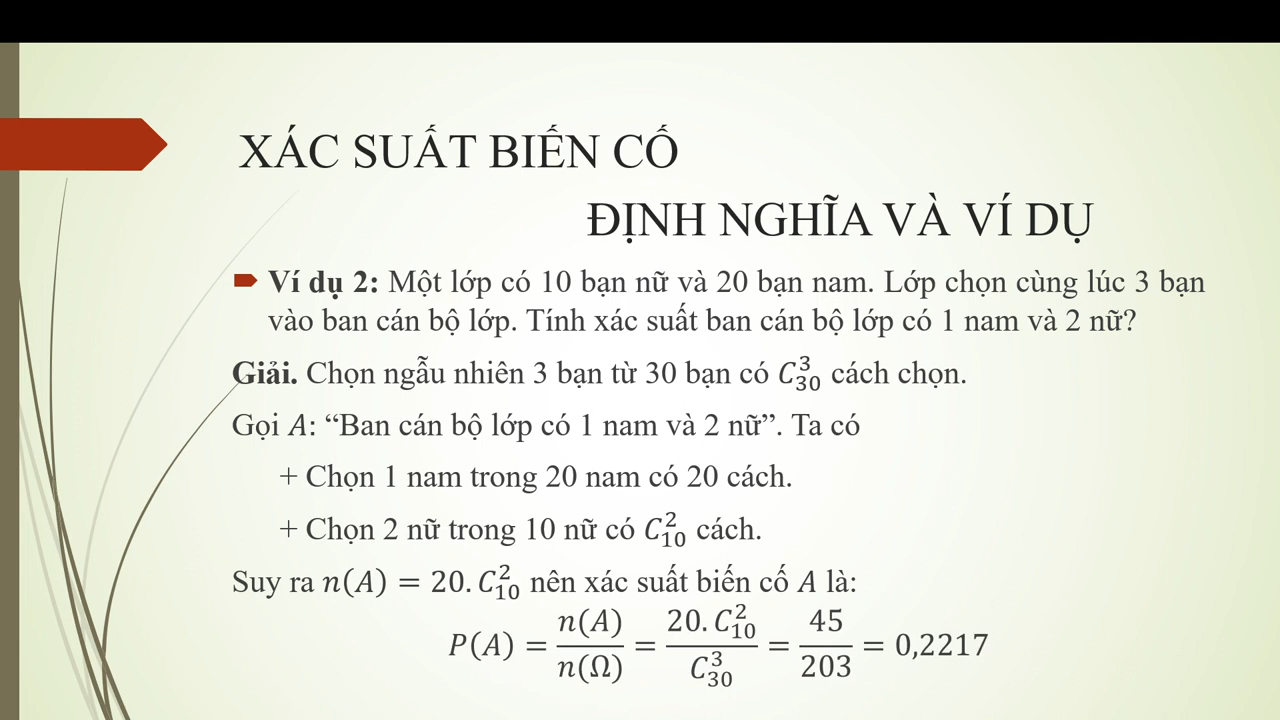 XÁC SUẤT BIẾN CỐ
ĐỊNH NGHĨA VÀ VÍ DỤ
Ví dụ 2: Một lớp có 10 bạn nữ và 20 bạn nam. Lớp chọn cùng lúc 3 bạn
vào ban cán bộ lớp. Tính xác suất ban cán bộ lớp có 1 nam và 2 nữ?
Giải. Chọn ngẫu nhiên 3 bạn từ 30 bạn có $C_{30}^{3}$ cách chọn.
Gọi $A$: “Ban cán bộ lớp có 1 nam và 2 nữ”. Ta có
+ Chọn 1 nam trong 20 nam có 20 cách.
+ Chọn 2 nữ trong 10 nữ có $C_{10}^{2}$ cách.
Suy ra $n(A) = 20.C_{10}^{2}$ nên xác suất biến cố $A$ là:
$P(A) = \frac{n(A)}{n(\Omega)} = \frac{20.C_{10}^{2}}{C_{30}^{3}} = \frac{45}{203} = 0,2217$